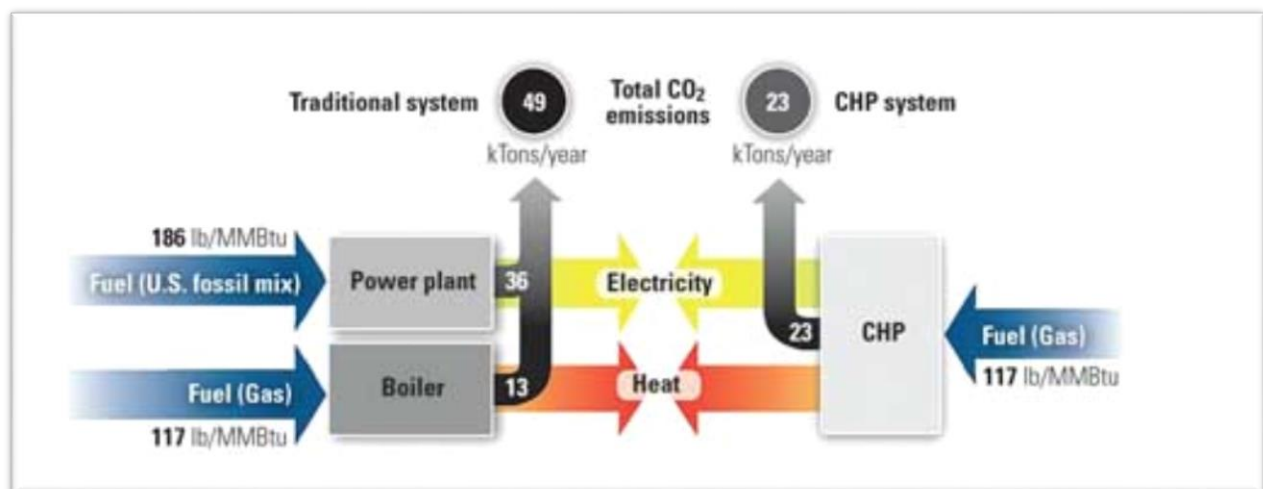 Traditional system
49
Total CO₂
emissions
23
CHP system
kTons/year
kTons/year
186 lb/MMBtu
Fuel (U.S. fossil mix)
Power plant
36
Electricity
23
CHP
Fuel (Gas)
117 lb/MMBtu
Fuel (Gas)
Boiler
13
Heat
117 lb/MMBtu